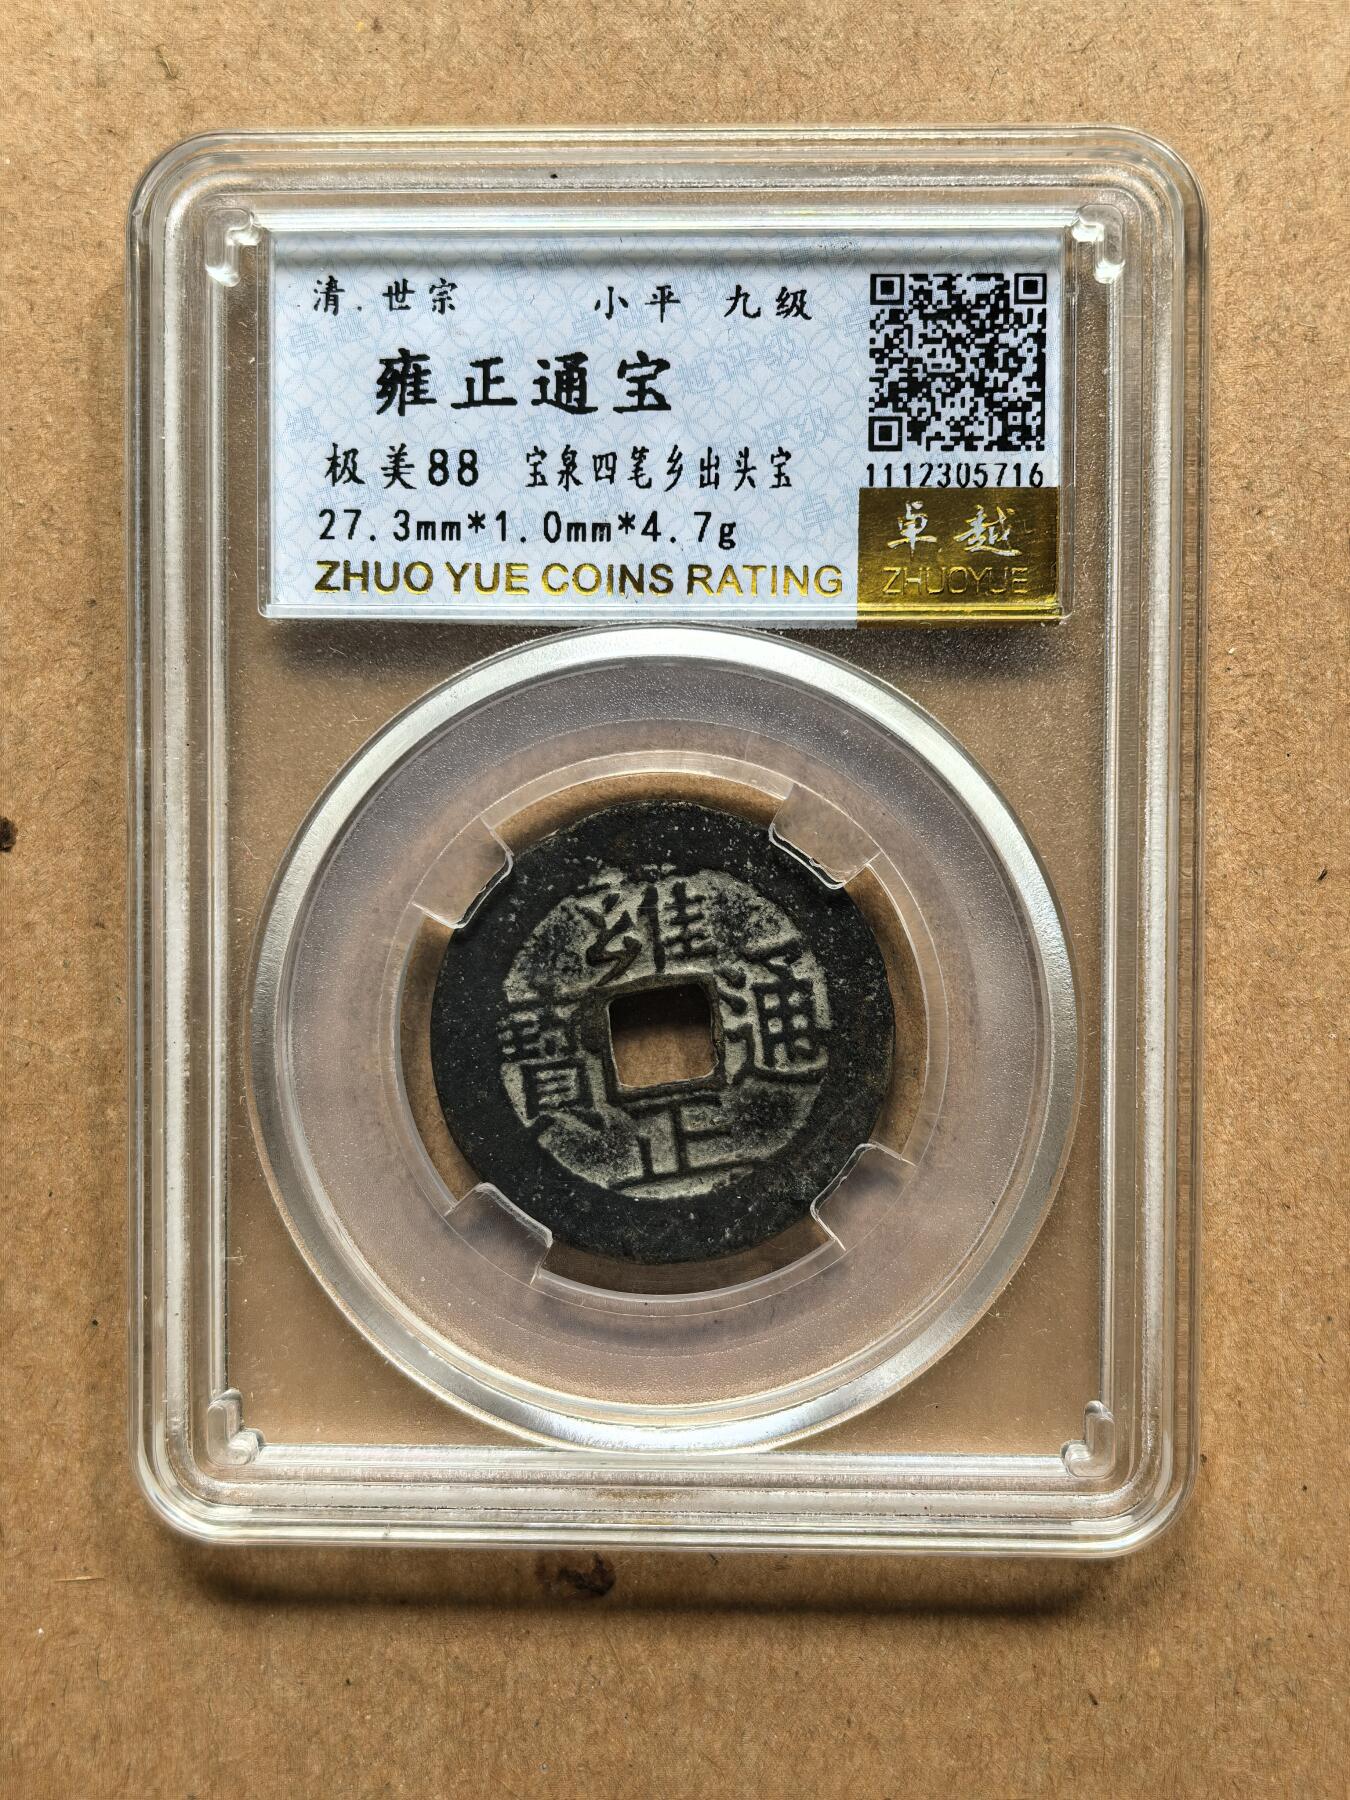 清.世宗 小平 九级
雍正通宝
极美88 宝泉四笔乡出头宝
1112305716
27.3mm*1.0mm*4.7g
ZHUO YUE COINS RATING
卓越
ZHUOYUE
雍正通寶